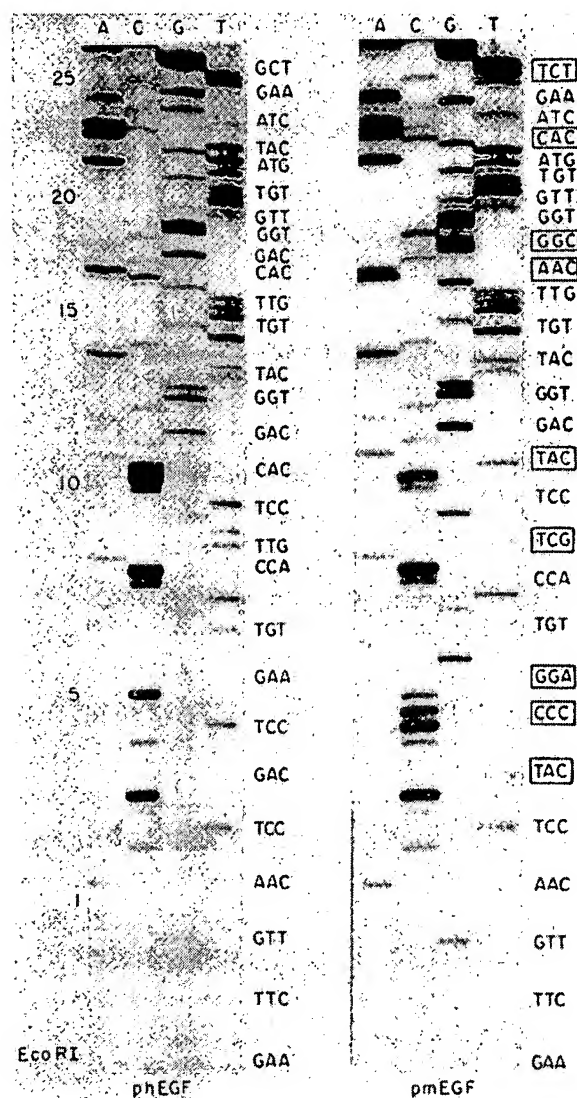 A C G T
25
20
15
10
5
1
GCT
GAA
ATC
TAC
ATG
TGT
GTT
GGT
GAC
CAC
TTG
TGT
TAC
GGT
GAC
CAC
TCC
TTG
CCA
TGT
GAA
TCC
GAC
TCC
AAC
GTT
TTC
GAA
EcoRI
phEGF
A C G T
TCT
GAA
ATC
CAC
ATG
TGT
GTT
GGT
GGC
AAC
TTG
TGT
TAC
GGT
GAC
TAC
TCC
TCG
CCA
TGT
GGA
CCC
TAC
TCC
AAC
GTT
TTC
GAA
pmEGF